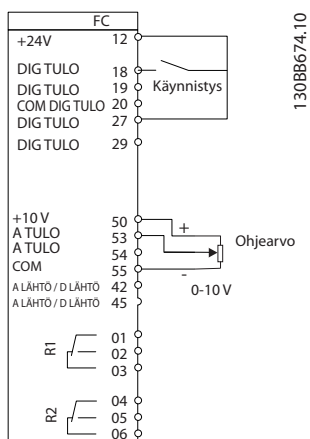 FC
130BB674.10
+24V 12
DIG TULO 18
Käynnistys
DIG TULO 19
COM DIG TULO 20
DIG TULO 27
DIG TULO 29
+10 V 50
+
A TULO 53
Ohjearvo
A TULO 54
COM 55
-
0-10 V
A LÄHTÖ / D LÄHTÖ 42
A LÄHTÖ / D LÄHTÖ 45
R1
01
02
03
R2
04
05
06